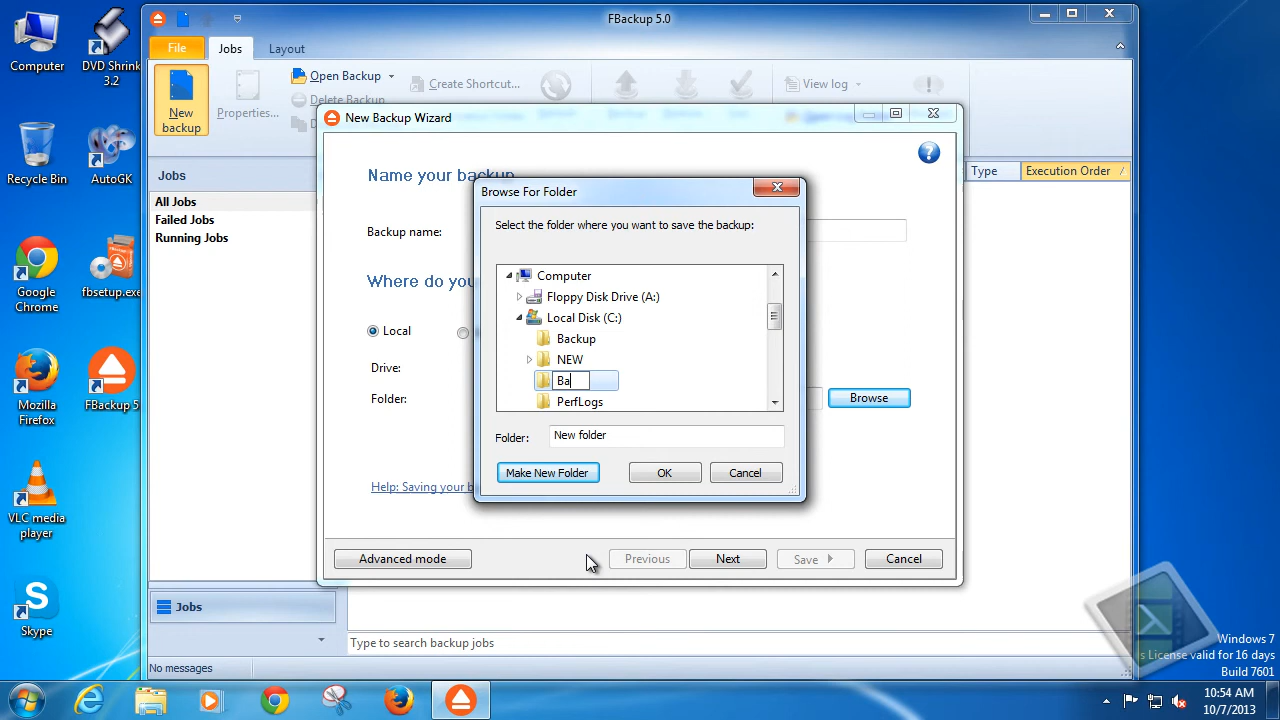 FBackup 5.0
File
Jobs
Layout
New
backup
Properties...
Open Backup
Delete Backup
Create Shortcut...
View log
Jobs
All Jobs
Failed Jobs
Running Jobs
Type
Execution Order
New Backup Wizard
Name your backup
Backup name:
Where do you
Local
Drive:
Folder:
Browse
Help: Saving your b
Advanced mode
Previous
Next
Save
Cancel
Browse For Folder
Select the folder where you want to save the backup:
Computer
Floppy Disk Drive (A:)
Local Disk (C:)
Backup
NEW
Ba
PerfLogs
Folder:
New folder
Make New Folder
OK
Cancel
Jobs
Type to search backup jobs
No messages
Computer
DVD Shrink
3.2
Recycle Bin
AutoGK
Google
Chrome
fbsetup.exe
Mozilla
Firefox
FBackup 5
VLC media
player
Skype
Windows 7
License valid for 16 days
Build 7601
10:54 AM
10/7/2013